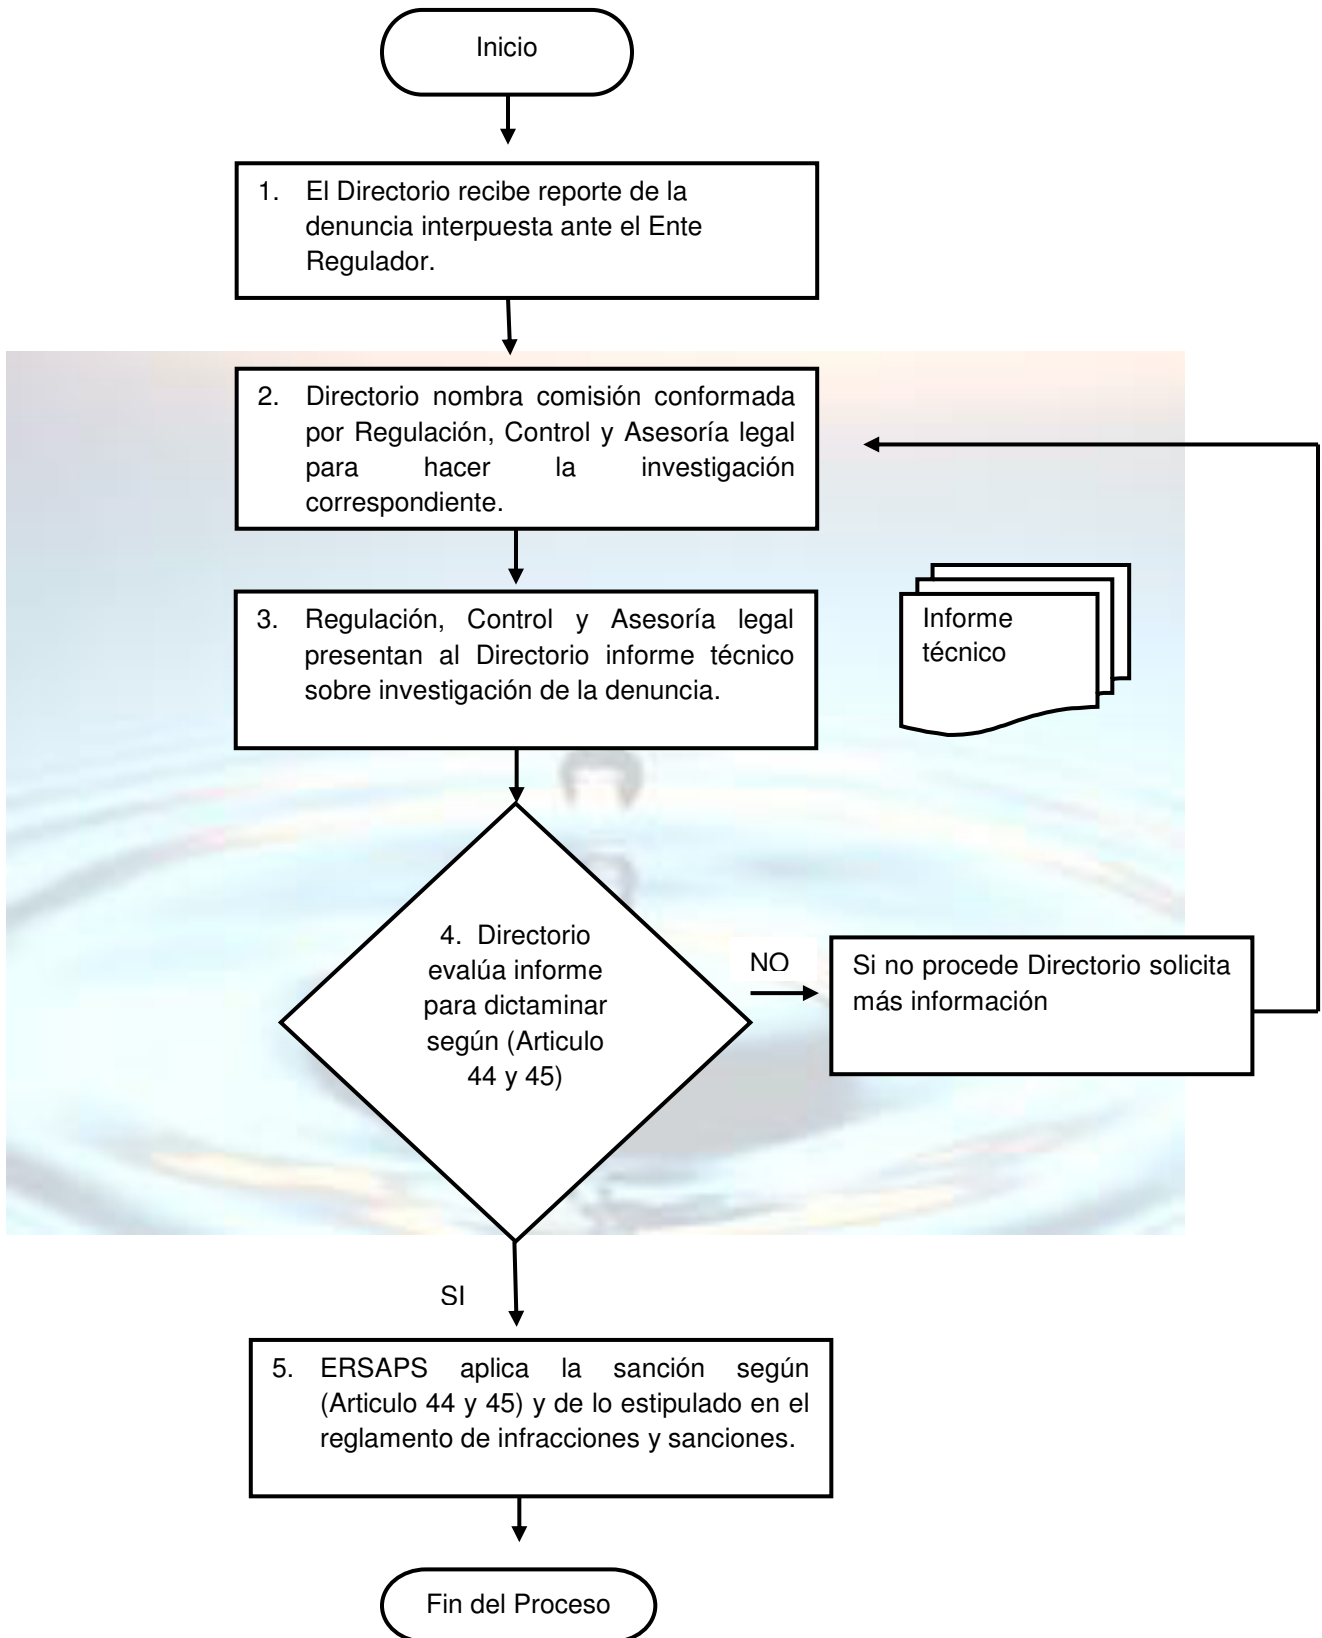 Inicio
1. El Directorio recibe reporte de la
denuncia interpuesta ante el Ente
Regulador.
2. Directorio nombra comisión conformada
por Regulación, Control y Asesoría legal
para hacer la investigación
correspondiente.
3. Regulación, Control y Asesoría legal
presentan al Directorio informe técnico
sobre investigación de la denuncia.
Informe
técnico
4. Directorio
evalúa informe
para dictaminar
según (Articulo
44 y 45)
NO
Si no procede Directorio solicita
más información
SI
5. ERSAPS aplica la sanción según
(Articulo 44 y 45) y de lo estipulado en el
reglamento de infracciones y sanciones.
Fin del Proceso